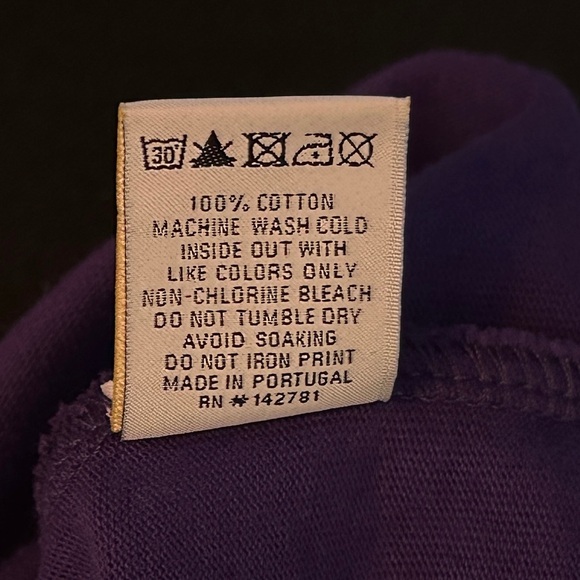 30°
100% COTTON
MACHINE WASH COLD
INSIDE OUT WITH
LIKE COLORS ONLY
NON-CHLORINE BLEACH
DO NOT TUMBLE DRY
AVOID SOAKING
DO NOT IRON PRINT
MADE IN PORTUGAL
RN #142781